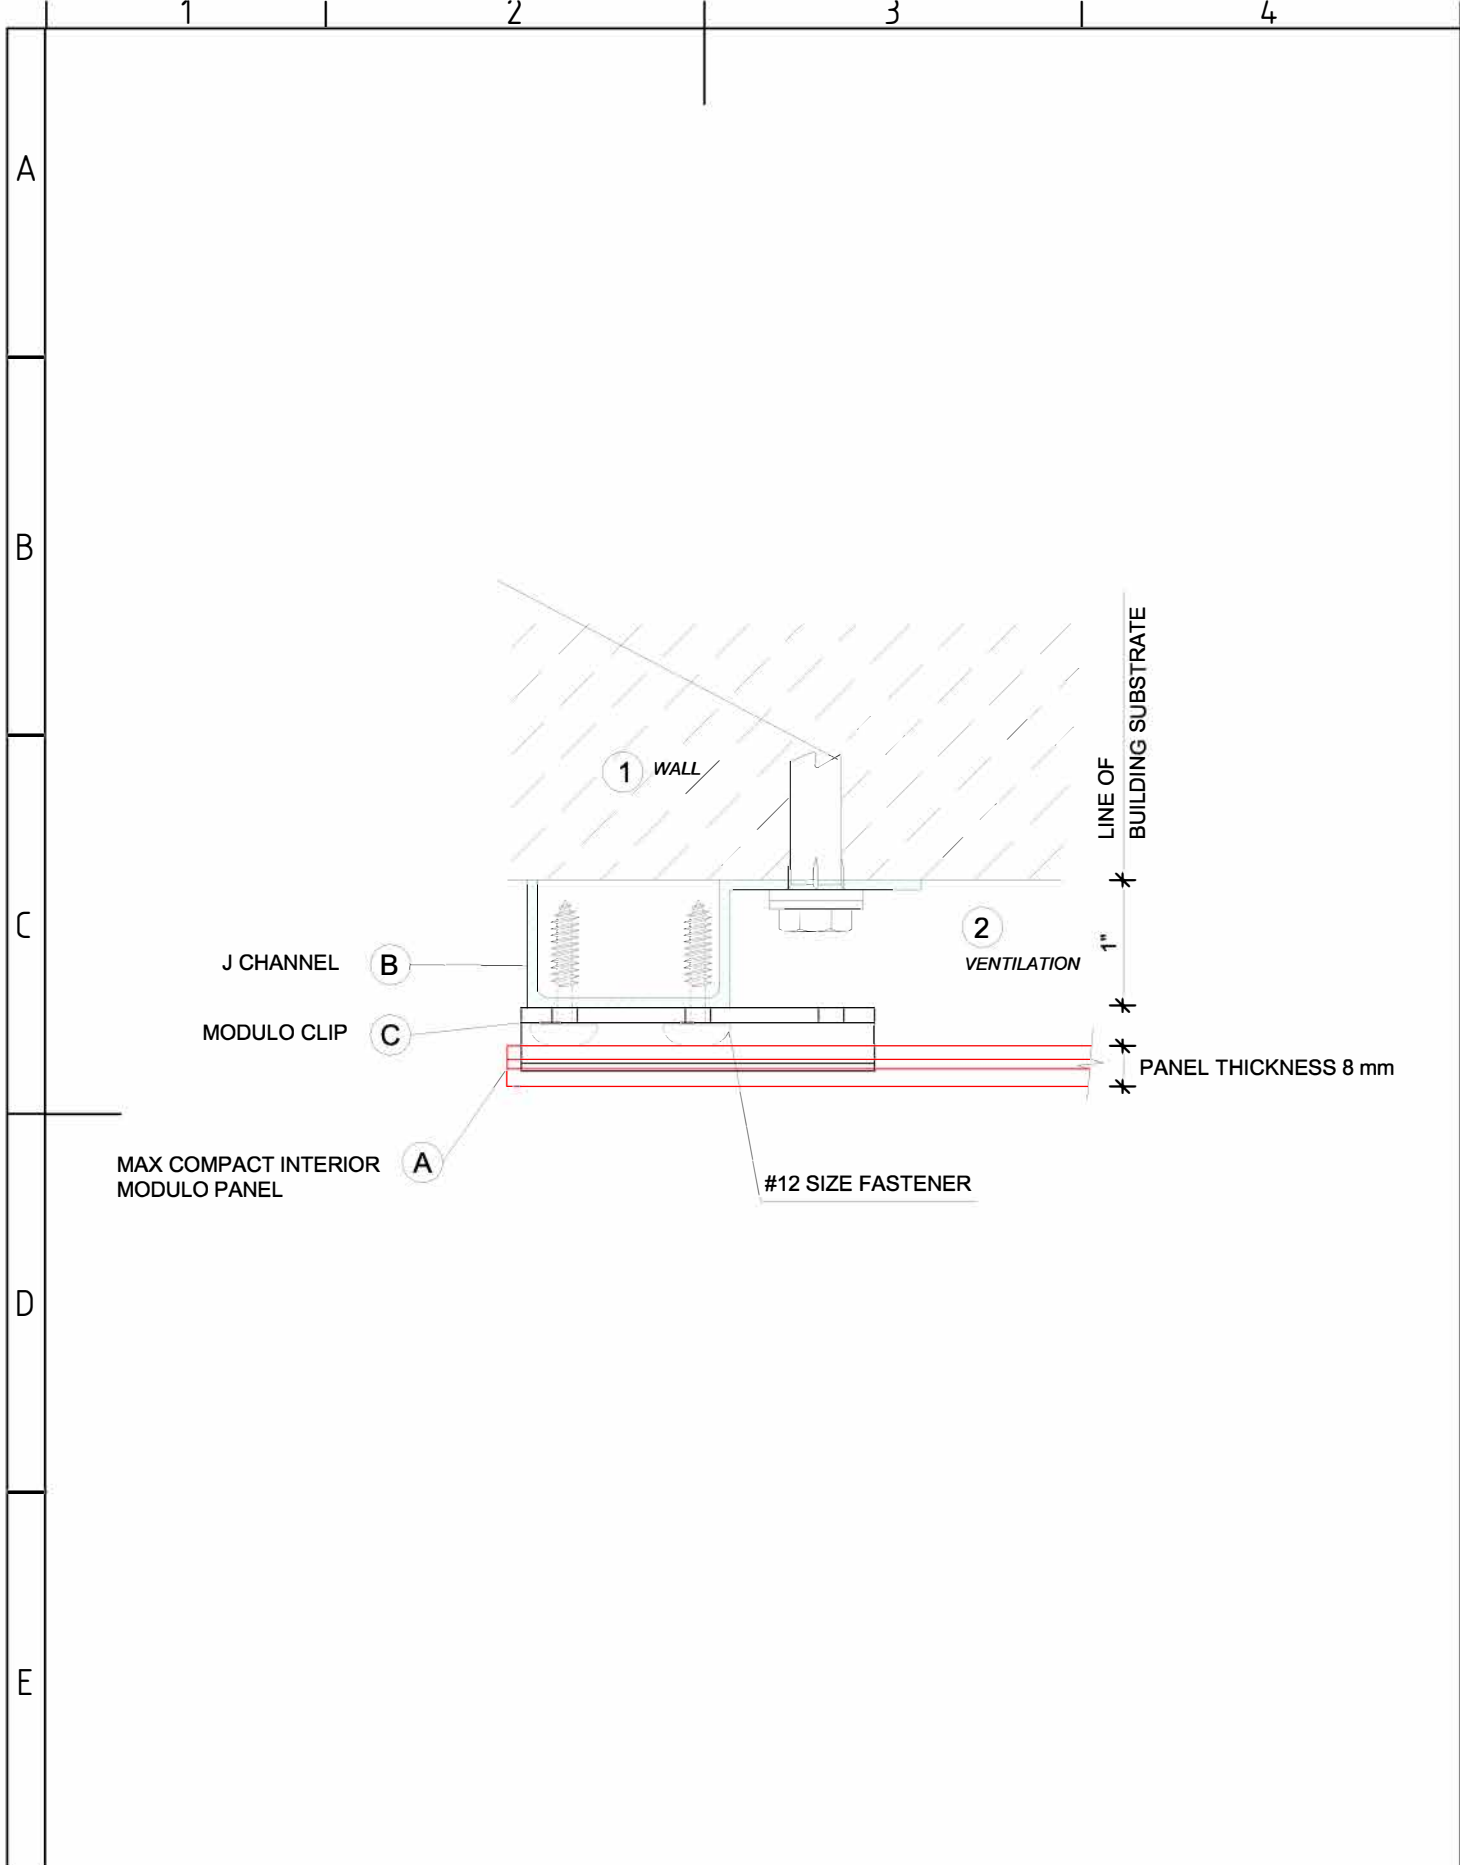 1 2 3 4
A
B
LINE OF
BUILDING SUBSTRATE
1 WALL
C
2
VENTILATION
1"
J CHANNEL B
MODULO CLIP C
PANEL THICKNESS 8 mm
MAX COMPACT INTERIOR
MODULO PANEL
A
#12 SIZE FASTENER
D
E